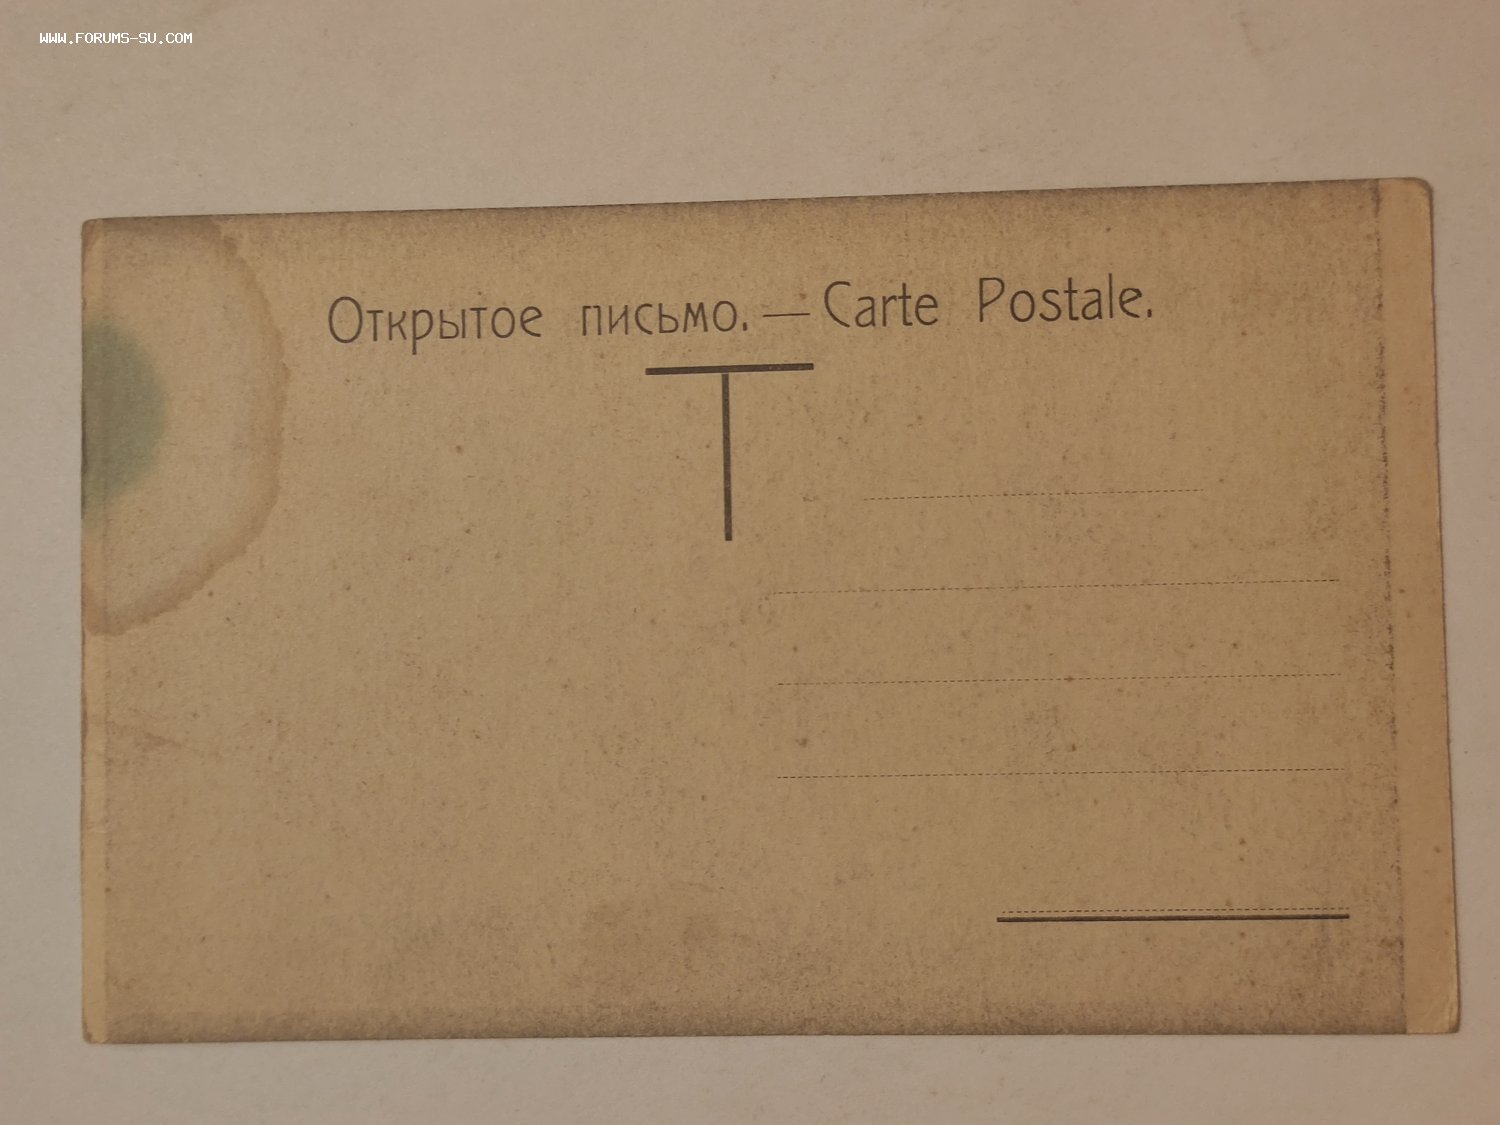 WWW.FORUMS-SU.COM
Открытое письмо. — Carte Postale.